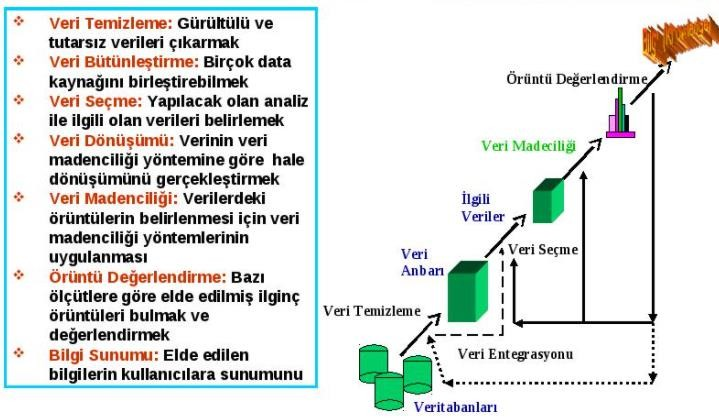 Veri Temizleme: Gürültülü ve
tutarsız verileri çıkarmak
Veri Bütünleştirme: Birçok data
kaynağını birleştirebilmek
Veri Seçme: Yapılacak olan analiz
ile ilgili olan verileri belirlemek
Veri Dönüşümü: Verinin veri
madenciliği yöntemine göre hale
dönüşümünü gerçekleştirmek
Veri Madenciliği: Verilerdeki
örüntülerin belirlenmesi için veri
madenciliği yöntemlerinin
uygulanması
Örüntü Değerlendirme: Bazı
ölçütlere göre elde edilmiş ilginç
örüntüleri bulmak ve
değerlendirmek
Bilgi Sunumu: Elde edilen
bilgilerin kullanıcılara sunumunu
Örüntü Değerlendirme
Veri Madeciliği
İlgili
Veriler
Veri Seçme
Veri
Anbarı
Veri Temizleme
Veri Entegrasyonu
Veritabanları